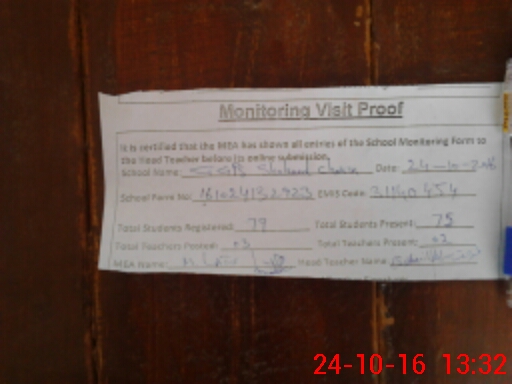 Monitoring Visit Proof
It is certified that the MEA has shown all entries of the School Monitoring Form to
the Head Teacher before its online submission.
School Name: Date: 24-10-2016
School Form No: EMIS Code: 31140454
Total Students Registered: 79 Total Students Present: 75
Total Teachers Posted: 03 Total Teachers Present: 02
MEA Name: Head Teacher Name
24-10-16 13:32